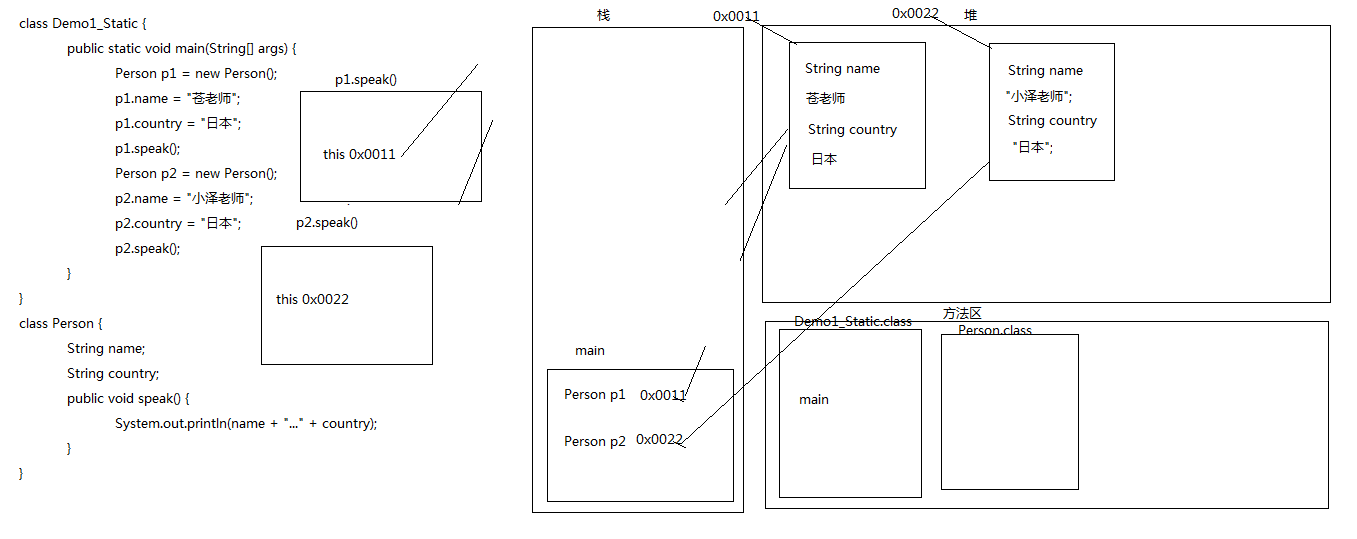 class Demo1_Static {
public static void main(String[] args) {
Person p1 = new Person();
p1.name = "苍老师";
p1.country = "日本";
p1.speak();
Person p2 = new Person();
p2.name = "小泽老师";
p2.country = "日本";
p2.speak();
}
}
class Person {
String name;
String country;
public void speak() {
System.out.println(name + "..." + country);
}
}
p1.speak()
this 0x0011
p2.speak()
this 0x0022
栈
main
Person p1 0x0011
Person p2 0x0022
0x0011
0x0022
堆
String name
苍老师
String country
日本
String name
"小泽老师";
String country
"日本";
方法区
Demo1_Static.class
main
Person.class